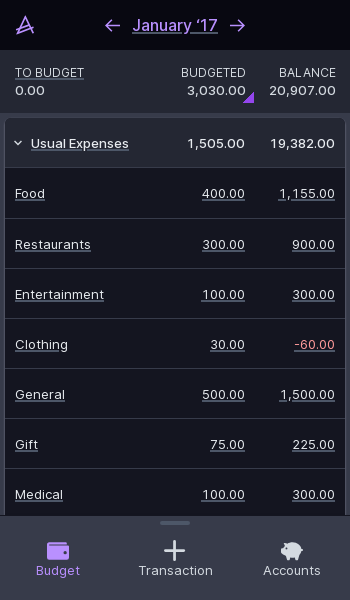 January ‘17
TO BUDGET BUDGETED BALANCE
0.00 3,030.00 20,907.00
Usual Expenses 1,505.00 19,382.00
Food 400.00 1,155.00
Restaurants 300.00 900.00
Entertainment 100.00 300.00
Clothing 30.00 -60.00
General 500.00 1,500.00
Gift 75.00 225.00
Medical 100.00 300.00
Budget Transaction Accounts